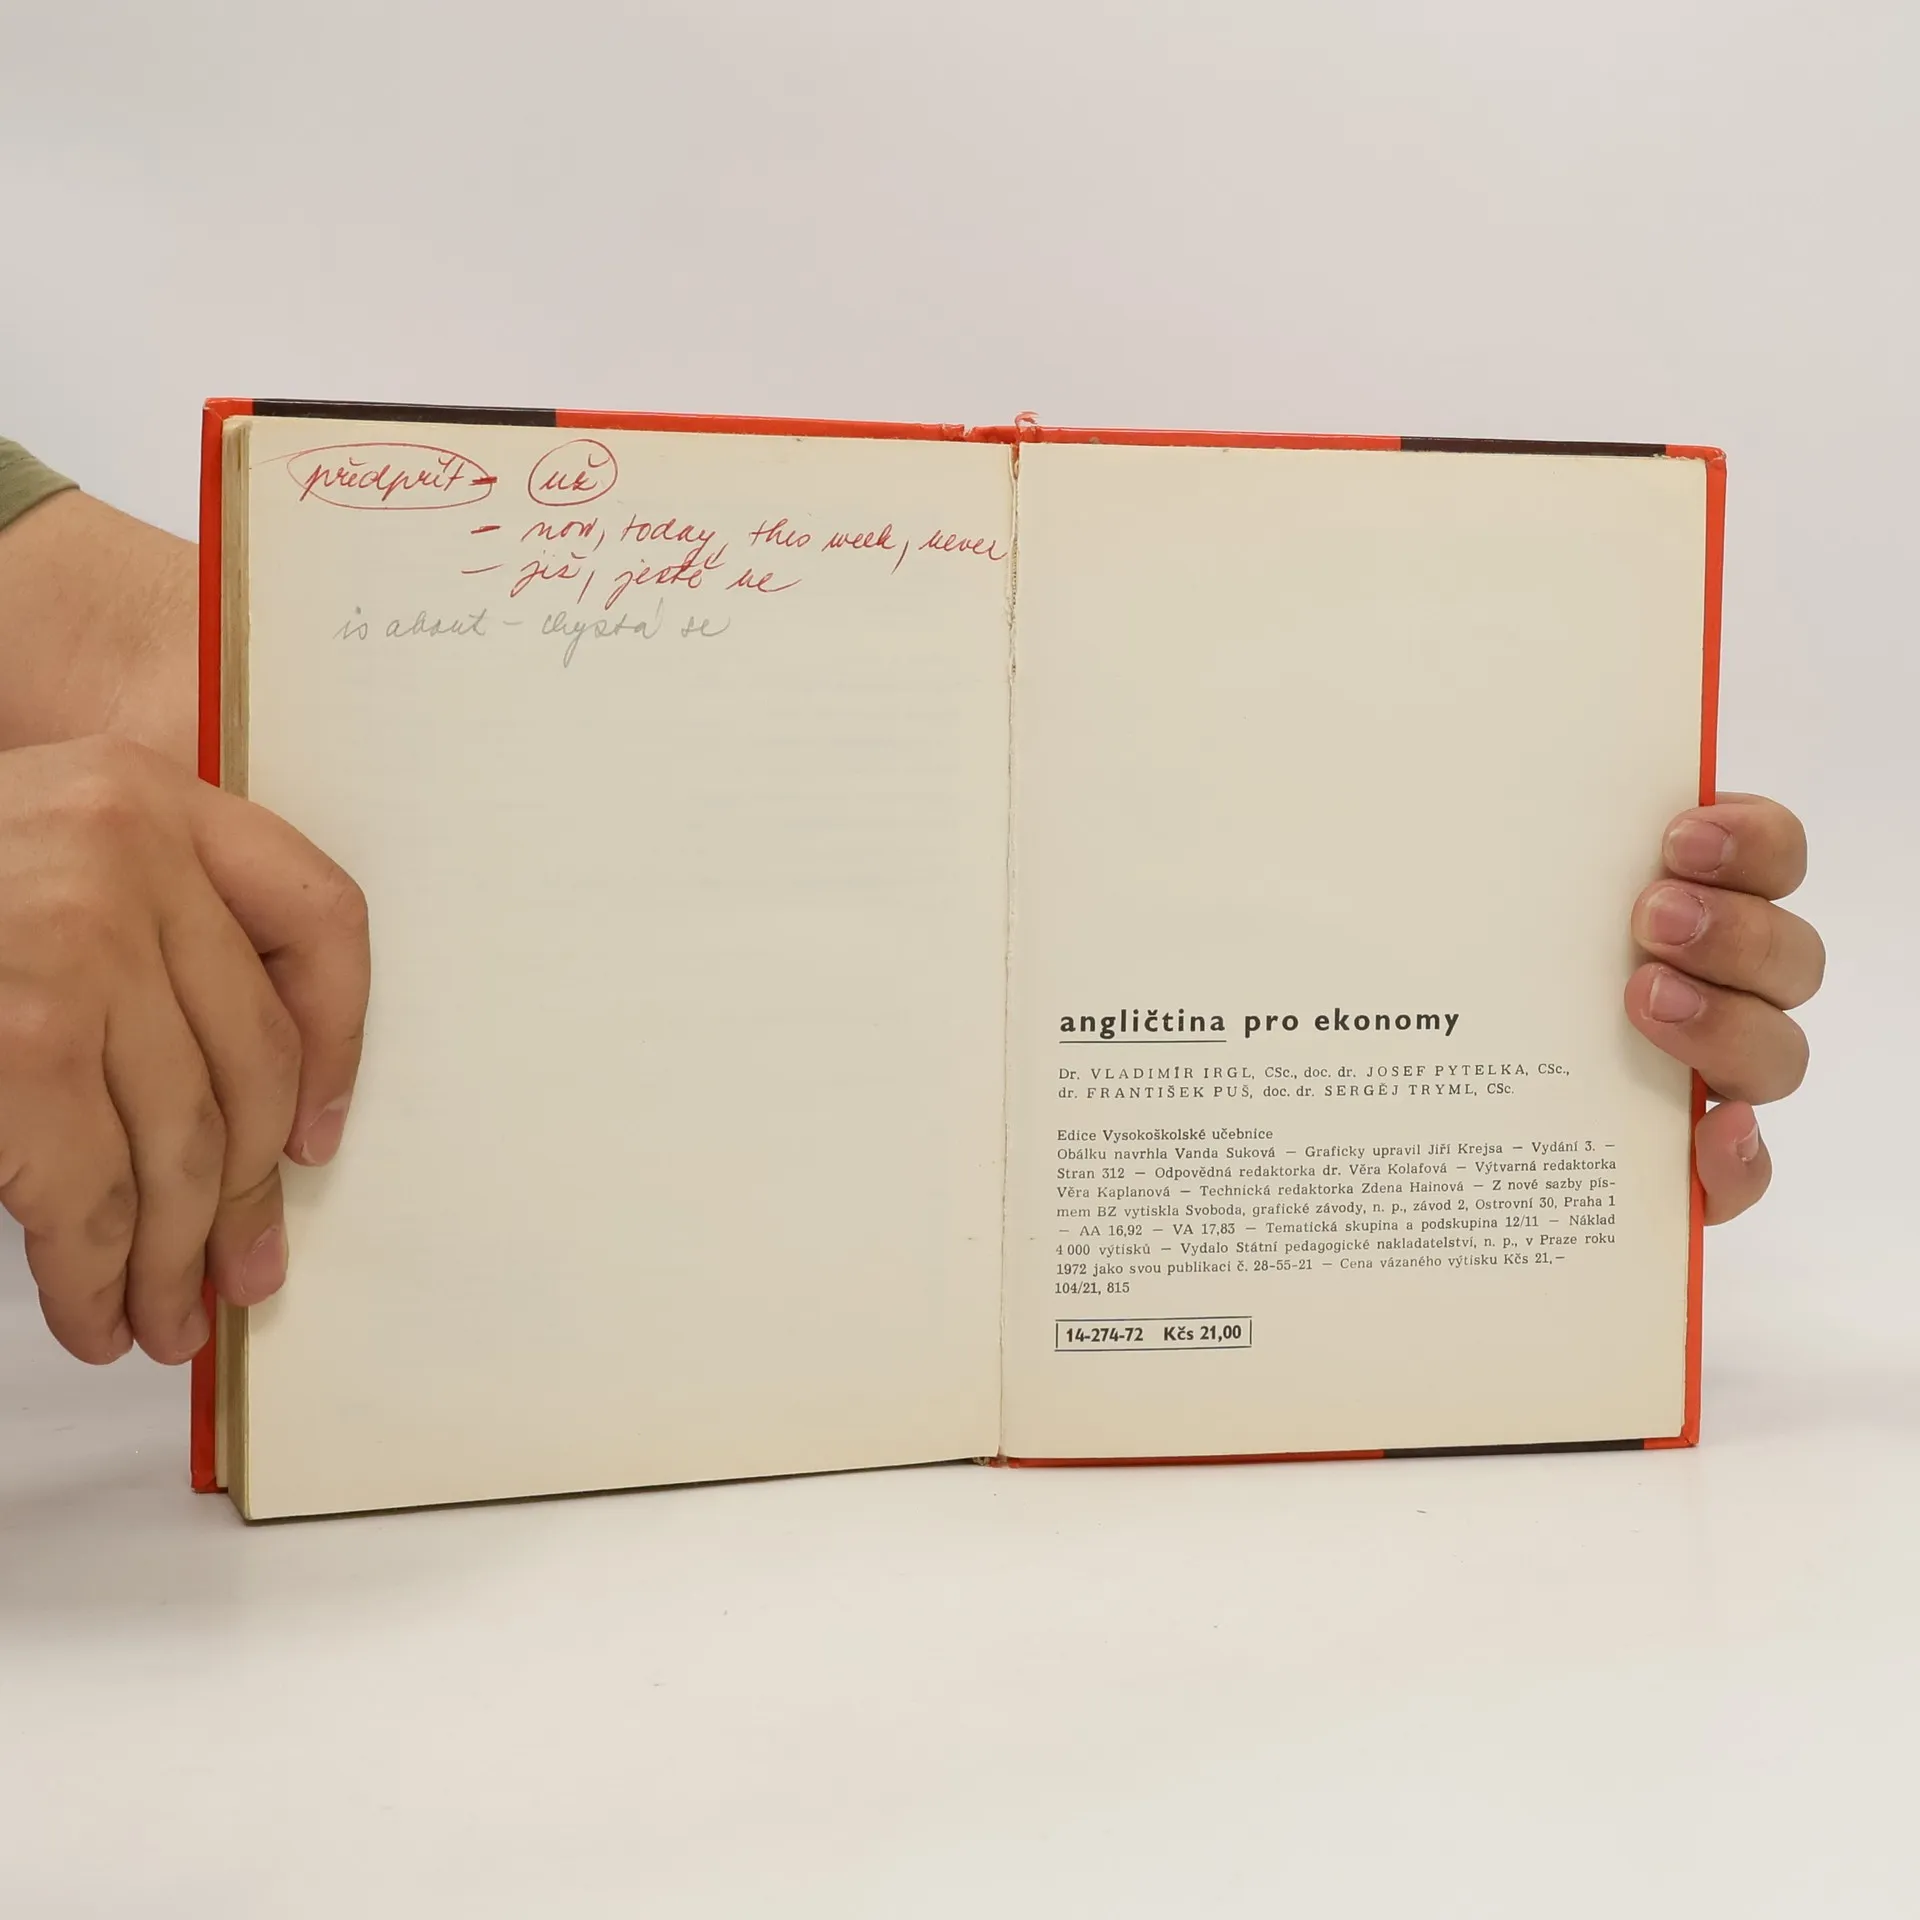 předpřít - už
- now, today, this week, never
- již, ještě ne
is about - chystá se
angličtina pro ekonomy
Dr. VLADIMÍR IRGL, CSc., doc. dr. JOSEF PYTELKA, CSc.,
dr. FRANTIŠEK PUŠ, doc. dr. SERGĚJ TRYML, CSc.
Edice Vysokoškolské učebnice
Obálku navrhla Vanda Suková — Graficky upravil Jiří Krejsa — Vydání 3. —
Stran 312 — Odpovědná redaktorka dr. Věra Kolafová — Výtvarná redaktorka
Věra Kaplanová — Technická redaktorka Zdena Hainová — Z nové sazby pís-
mem BZ vytiskla Svoboda, grafické závody, n. p., závod 2, Ostrovní 30, Praha 1
— AA 16,92 — VA 17,83 — Tematická skupina a podskupina 12/11 — Náklad
4 000 výtisků — Vydalo Státní pedagogické nakladatelství, n. p., v Praze roku
1972 jako svou publikaci č. 28-55-21 — Cena vázaného výtisku Kčs 21,—
104/21, 815
14-274-72 Kčs 21,00